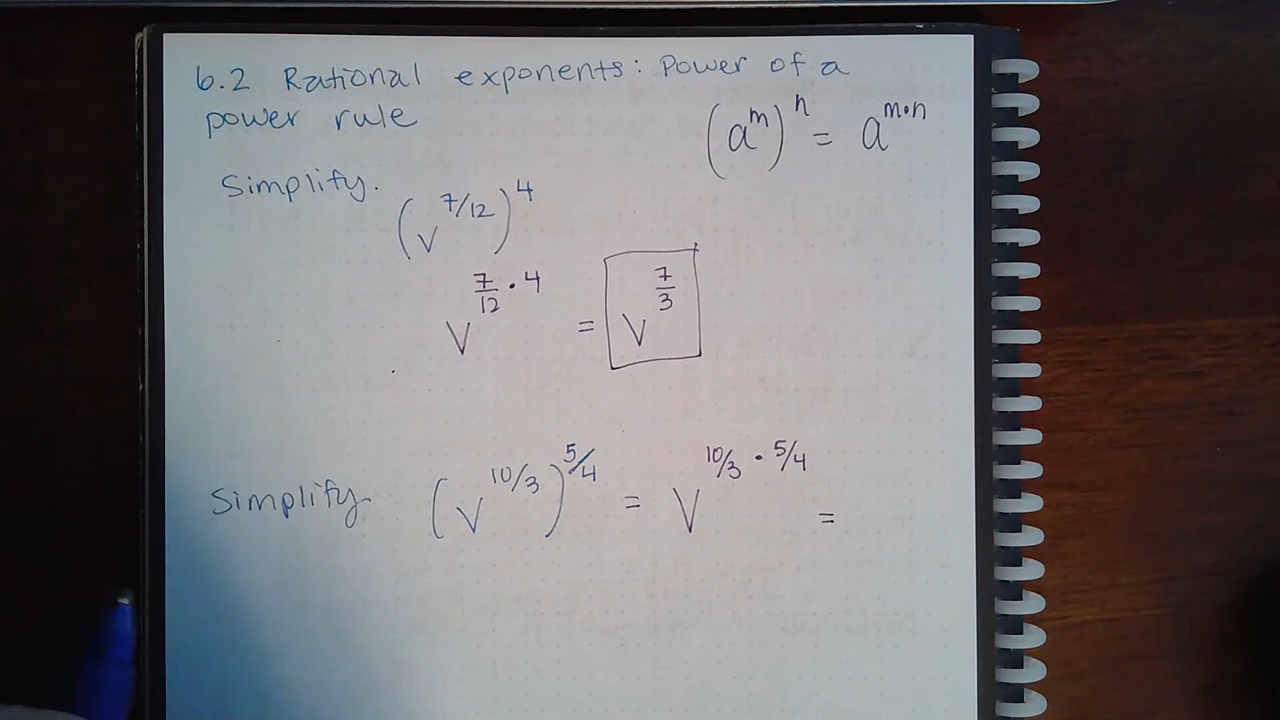 6.2 Rational exponents: Power of a
power rule
(a^m)^n = a^m•n
Simplify.
(v^7/12)^4
v^7/12 • 4 = v^7/3
Simplify. (v^10/3)^5/4 = v^10/3 • 5/4 =